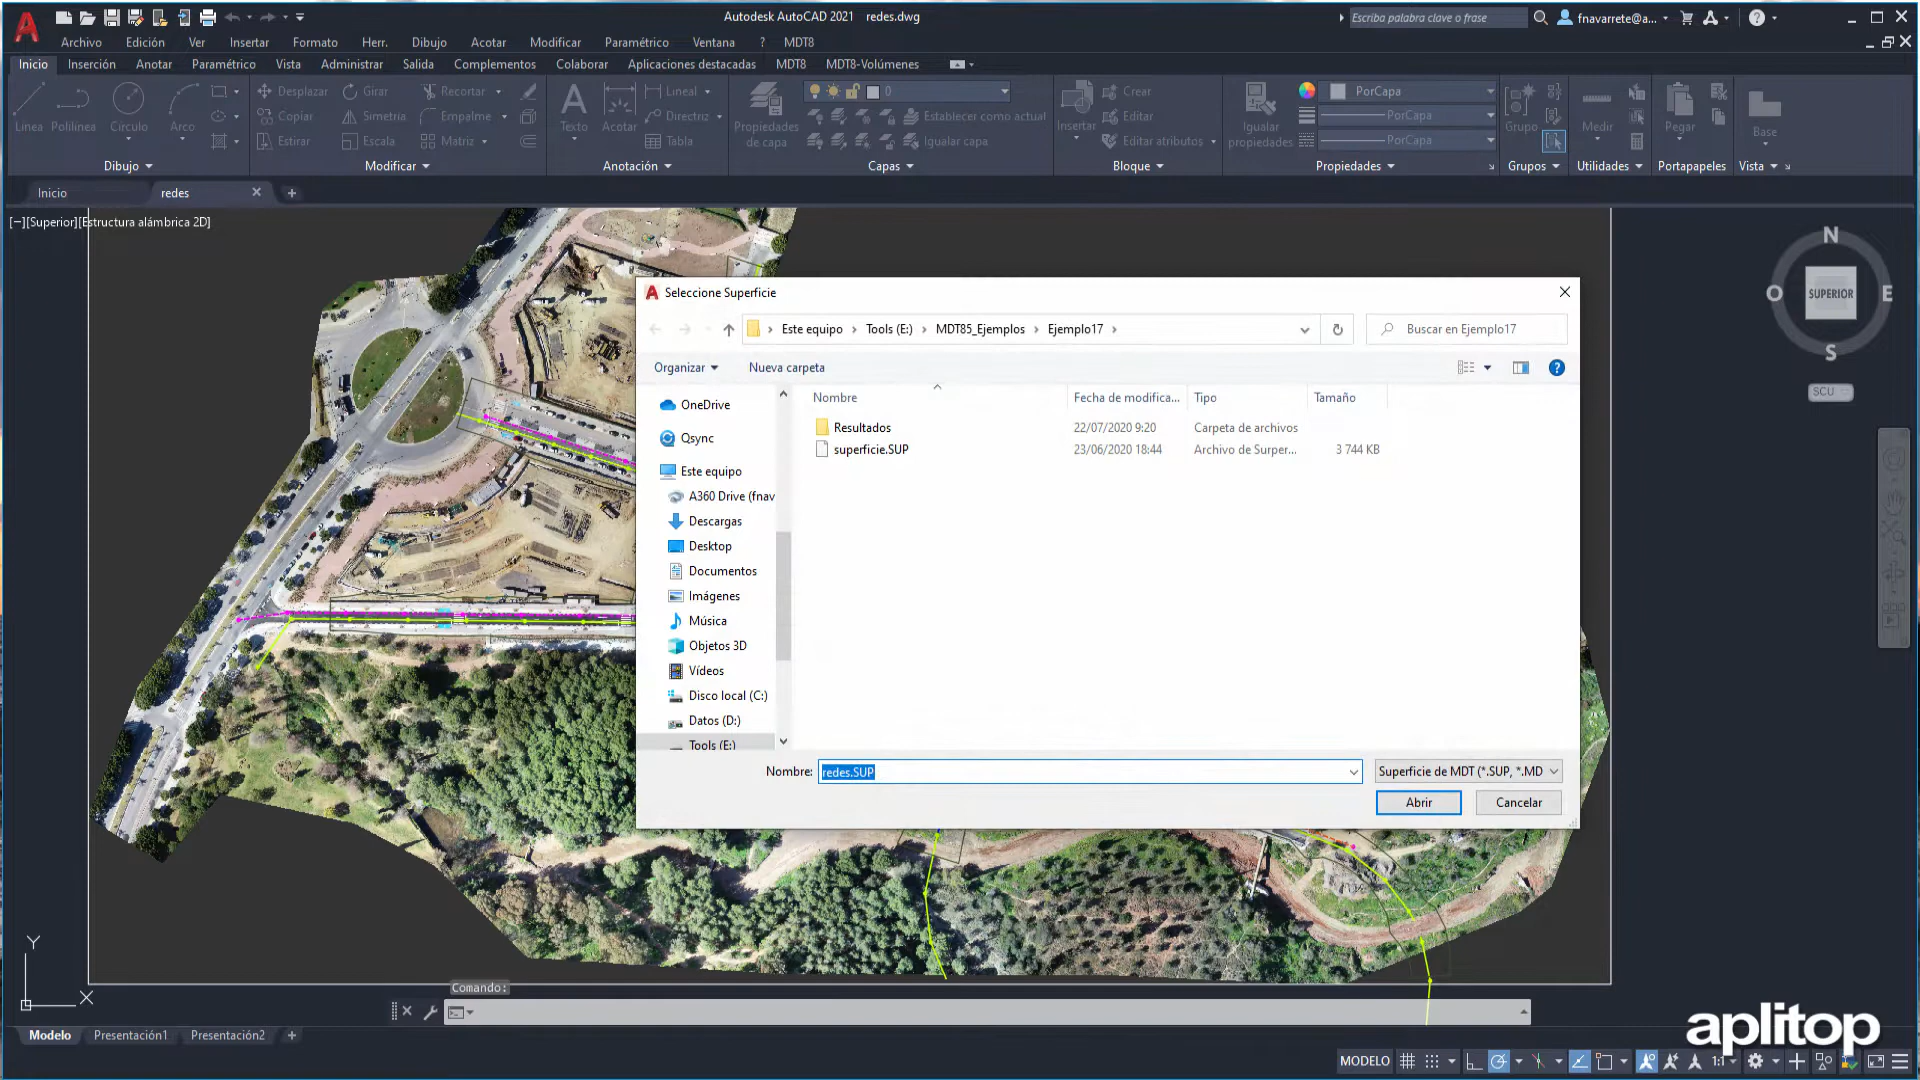 Autodesk AutoCAD 2021 redes.dwg
Escriba palabra clave o frase
fnavarrete@a...
Archivo Edición Ver Insertar Formato Herr. Dibujo Acotar Modificar Paramétrico Ventana ? MDT8
Inicio Inserción Anotar Paramétrico Vista Administrar Salida Complementos Colaborar Aplicaciones destacadas MDT8 MDT8-Volúmenes
Línea Polilínea Círculo Arco
Desplazar Girar Recortar
Copiar Simetría Empalme
Estirar Escala Matriz
Texto Acotar
Lineal
Directriz
Tabla
Propiedades de capa
0
Establecer como actual
Igualar capa
Insertar
Crear
Editar
Editar atributos
Igualar propiedades
PorCapa
PorCapa
PorCapa
Grupo
Medir
Pegar
Base
Dibujo Modificar Anotación Capas Bloque Propiedades Grupos Utilidades Portapapeles Vista
Inicio redes
[−][Superior][Estructura alámbrica 2D]
N
O SUPERIOR E
S
SCU
Seleccione Superficie
Este equipo Tools (E:) MDT85_Ejemplos Ejemplo17
Buscar en Ejemplo17
Organizar Nueva carpeta
Nombre Fecha de modifica... Tipo Tamaño
Resultados 22/07/2020 9:20 Carpeta de archivos
superficie.SUP 23/06/2020 18:44 Archivo de Surper... 3 744 KB
OneDrive
Qsync
Este equipo
A360 Drive (fnav
Descargas
Desktop
Documentos
Imágenes
Música
Objetos 3D
Vídeos
Disco local (C:)
Datos (D:)
Tools (E:)
Nombre: redes.SUP
Superficie de MDT (*.SUP, *.MD
Abrir Cancelar
Y
X
Comando:
Modelo Presentación1 Presentación2
aplitop
MODELO
1:1